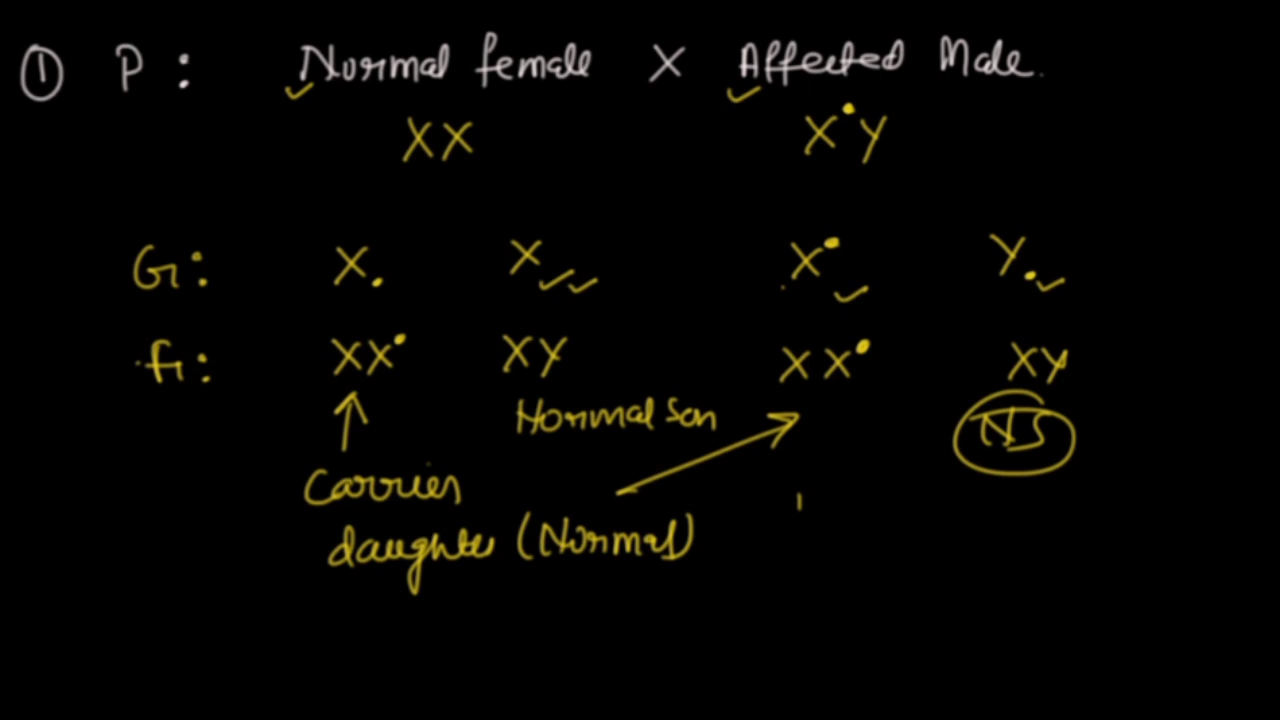 ① P : Normal female X Affected Male.
XX X•Y
G : X X X• Y
F1 : XX• XY XX• XY
Normal Son NS
Carrier
daughter (Normal)